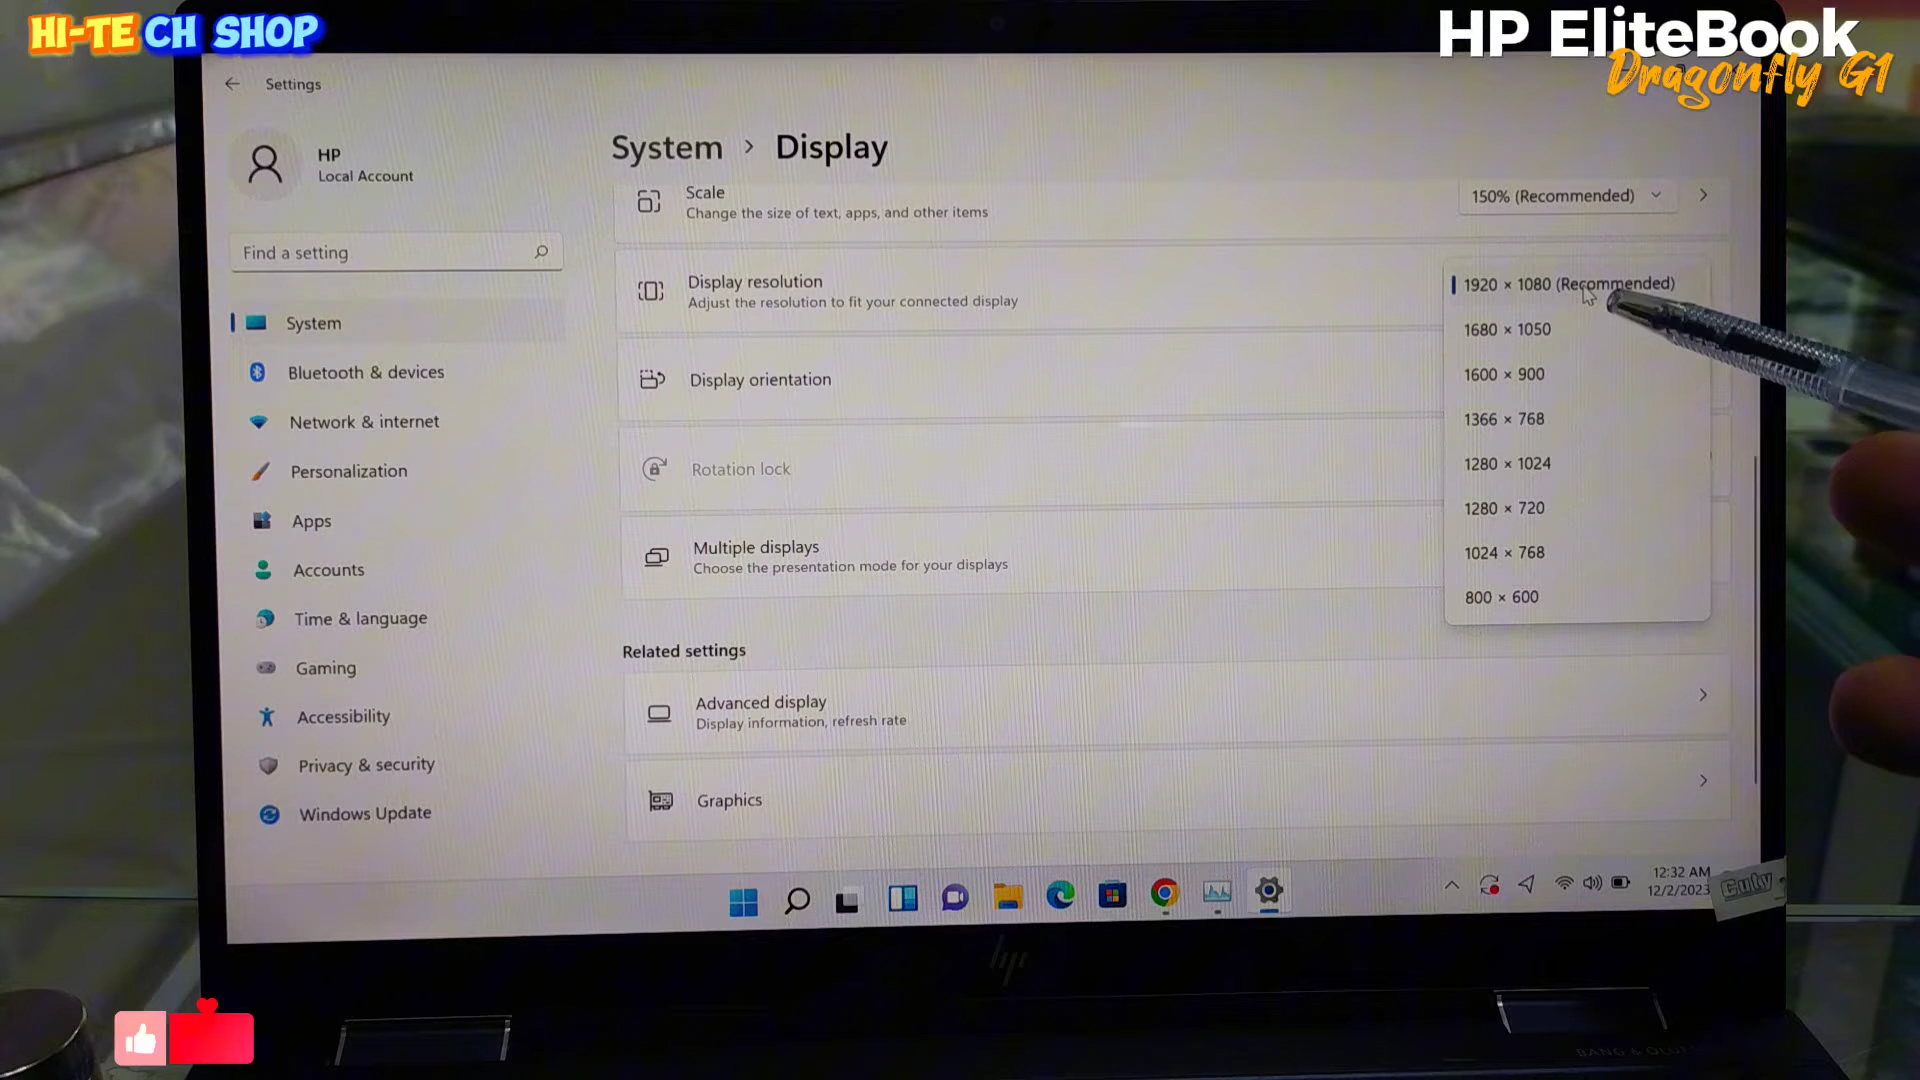 HI-TECH SHOP
HP EliteBook
Dragonfly G1
Settings
HP
Local Account
Find a setting
System
Bluetooth & devices
Network & internet
Personalization
Apps
Accounts
Time & language
Gaming
Accessibility
Privacy & security
Windows Update
System > Display
Scale
Change the size of text, apps, and other items
150% (Recommended)
Display resolution
Adjust the resolution to fit your connected display
1920 × 1080 (Recommended)
1680 × 1050
1600 × 900
1366 × 768
1280 × 1024
1280 × 720
1024 × 768
800 × 600
Display orientation
Rotation lock
Multiple displays
Choose the presentation mode for your displays
Related settings
Advanced display
Display information, refresh rate
Graphics
12:32 AM
12/2/2023
hp
BANG & OLUF